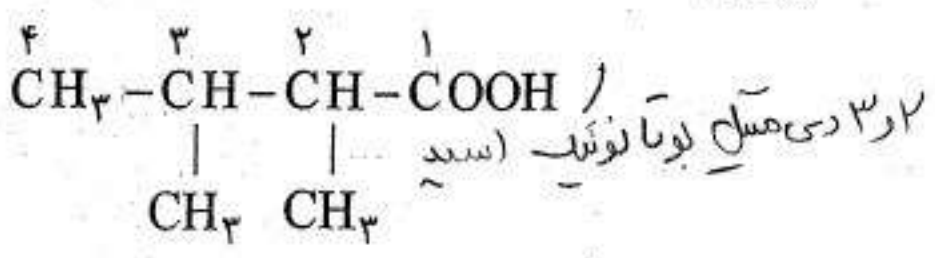 ۴ ۳ ۲ ۱
CH۳-CH-CH-COOH /
۲ و ۳ دی متیل بوتانوئیک اسید
CH۳ CH۳